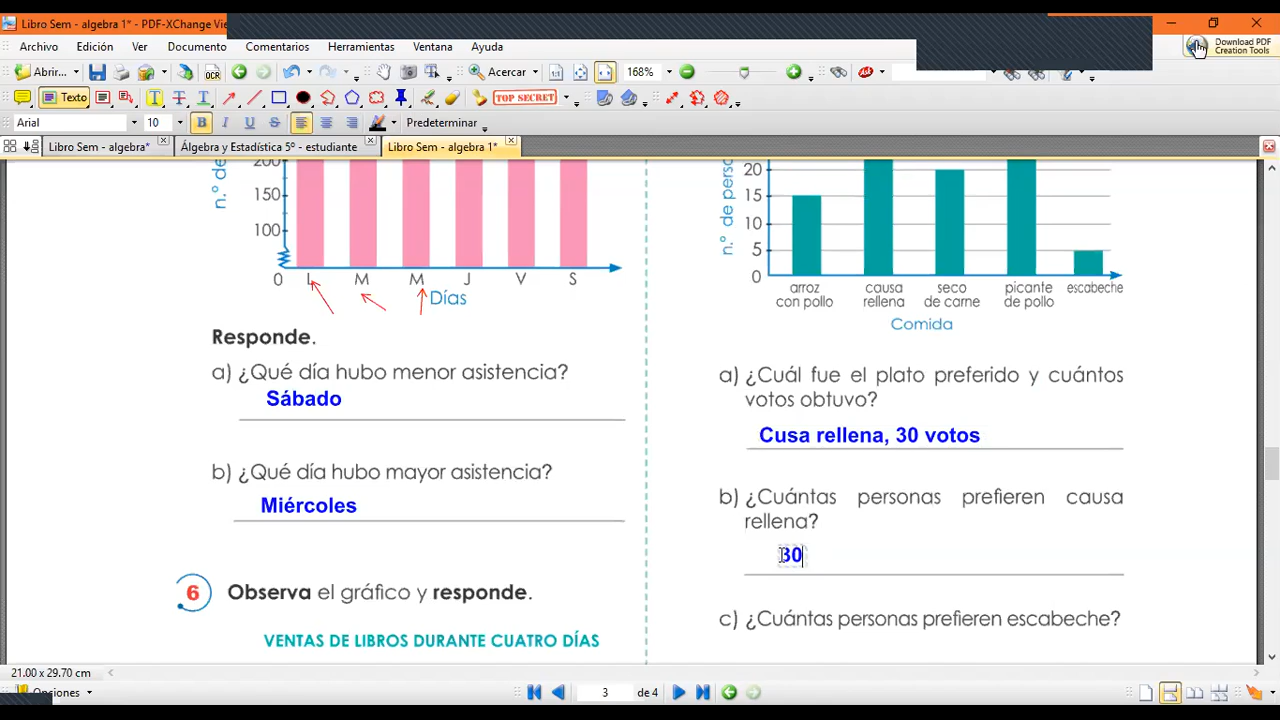 Libro Sem - algebra 1* - PDF-XChange Vie
Archivo Edición Ver Documento Comentarios Herramientas Ventana Ayuda
Download PDF
Creation Tools
Abrir... OCR Acercar 168%
Texto T T T TOP SECRET
Arial 10 B I U S Predeterminar
Libro Sem - algebra* Álgebra y Estadística 5º - estudiante Libro Sem - algebra 1*
n.º de
200
150
100
0 L M M J V S
Días
Responde.
a) ¿Qué día hubo menor asistencia?
Sábado
b) ¿Qué día hubo mayor asistencia?
Miércoles
6 Observa el gráfico y responde.
VENTAS DE LIBROS DURANTE CUATRO DÍAS
n.º de perso
20
15
10
5
0
arroz con pollo
causa rellena
seco de carne
picante de pollo
escabeche
Comida
a) ¿Cuál fue el plato preferido y cuántos
votos obtuvo?
Cusa rellena, 30 votos
b) ¿Cuántas personas prefieren causa
rellena?
30
c) ¿Cuántas personas prefieren escabeche?
21.00 x 29.70 cm
Opciones 3 de 4